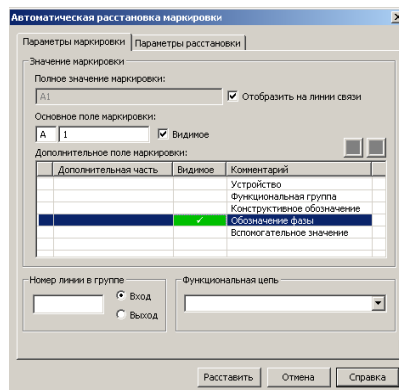 Автоматическая расстановка маркировки
Параметры маркировки Параметры расстановки
Значение маркировки
Полное значение маркировки:
A1 Отобразить на линии связи
Основное поле маркировки:
A 1 Видимое
Дополнительное поле маркировки:
Дополнительная часть Видимое Комментарий
Устройство
Функциональная группа
Конструктивное обозначение
Обозначение фазы
Вспомогательное значение
Номер линии в группе Функциональная цепь
Вход
Выход
Расставить Отмена Справка